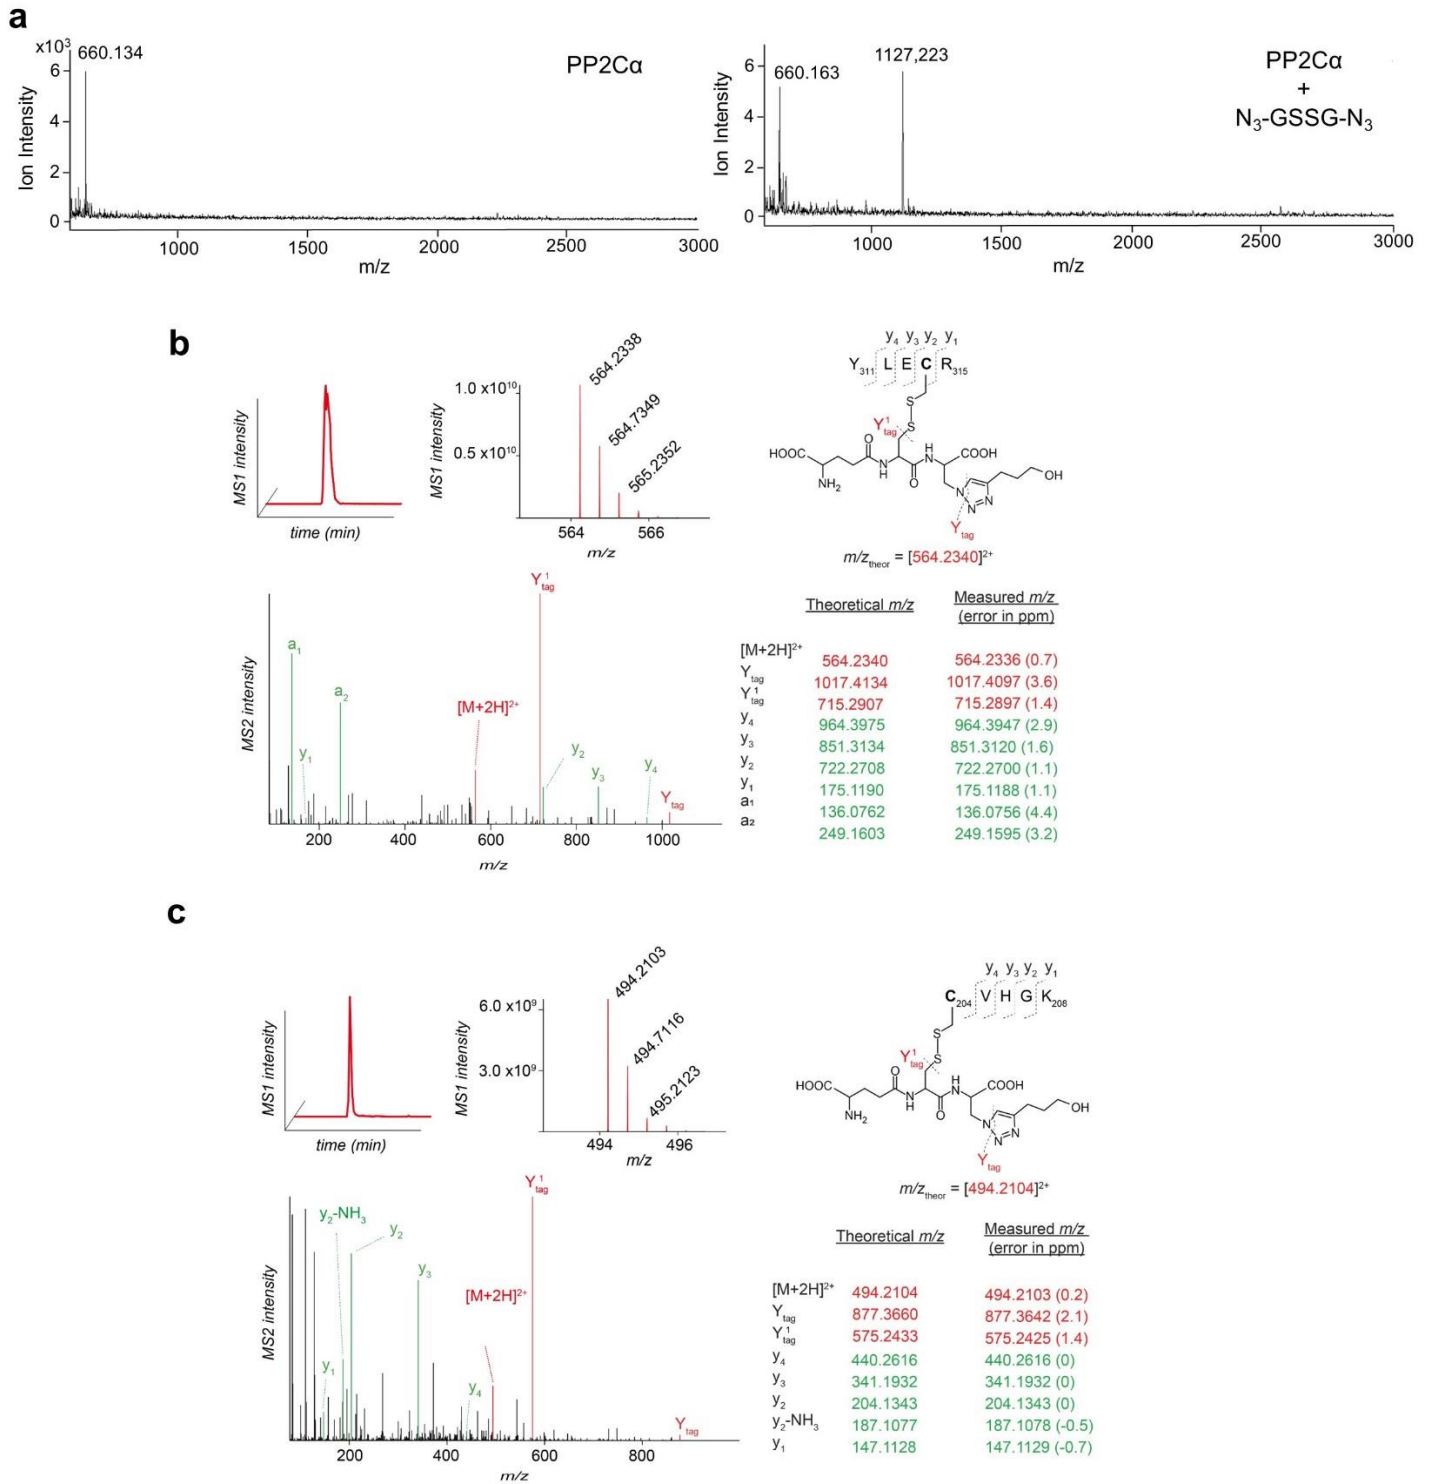 a
x10³
660.134
PP2Cα
6
4
2
0
Ion Intensity
1000
1500
2000
2500
3000
m/z
1127,223
660.163
PP2Cα
+
N₃-GSSG-N₃
6
4
2
0
Ion Intensity
1000
1500
2000
2500
3000
m/z
b
MS1 intensity
time (min)
MS1 intensity
1.0 x10¹⁰
0.5x10¹⁰
564.2338
564.7349
565.2352
564
566
m/z
y₄ y₃ y₂ y₁
Y₃₁₁ L E C R₃₁₅
S
S
Y¹tag
HOOC
O
H
N
COOH
NH₂
N
H
O
OH
N
N
N
Ytag
m/ztheor = [564.2340]²⁺
MS2 intensity
a₁
y₁
a₂
[M+2H]²⁺
Y¹tag
y₂
y₃
y₄
Ytag
200
400
600
800
1000
m/z
Theoretical m/z
Measured m/z
(error in ppm)
[M+2H]²⁺ 564.2340 564.2336 (0.7)
Ytag 1017.4134 1017.4097 (3.6)
Y¹tag 715.2907 715.2897 (1.4)
y₄ 964.3975 964.3947 (2.9)
y₃ 851.3134 851.3120 (1.6)
y₂ 722.2708 722.2700 (1.1)
y₁ 175.1190 175.1188 (1.1)
a₁ 136.0762 136.0756 (4.4)
a₂ 249.1603 249.1595 (3.2)
c
MS1 intensity
time (min)
MS1 intensity
6.0 x10⁹
3.0 x10⁹
494.2103
494.7116
495.2123
494
496
m/z
y₄ y₃ y₂ y₁
C₂₀₄ V H G K₂₀₈
S
S
Y¹tag
HOOC
O
H
N
COOH
NH₂
N
H
O
OH
N
N
N
Ytag
m/ztheor = [494.2104]²⁺
MS2 intensity
y₂-NH₃
y₁
y₂
y₃
y₄
[M+2H]²⁺
Y¹tag
Ytag
200
400
600
800
m/z
Theoretical m/z
Measured m/z
(error in ppm)
[M+2H]²⁺ 494.2104 494.2103 (0.2)
Ytag 877.3660 877.3642 (2.1)
Y¹tag 575.2433 575.2425 (1.4)
y₄ 440.2616 440.2616 (0)
y₃ 341.1932 341.1932 (0)
y₂ 204.1343 204.1343 (0)
y₂-NH₃ 187.1077 187.1078 (-0.5)
y₁ 147.1128 147.1129 (-0.7)